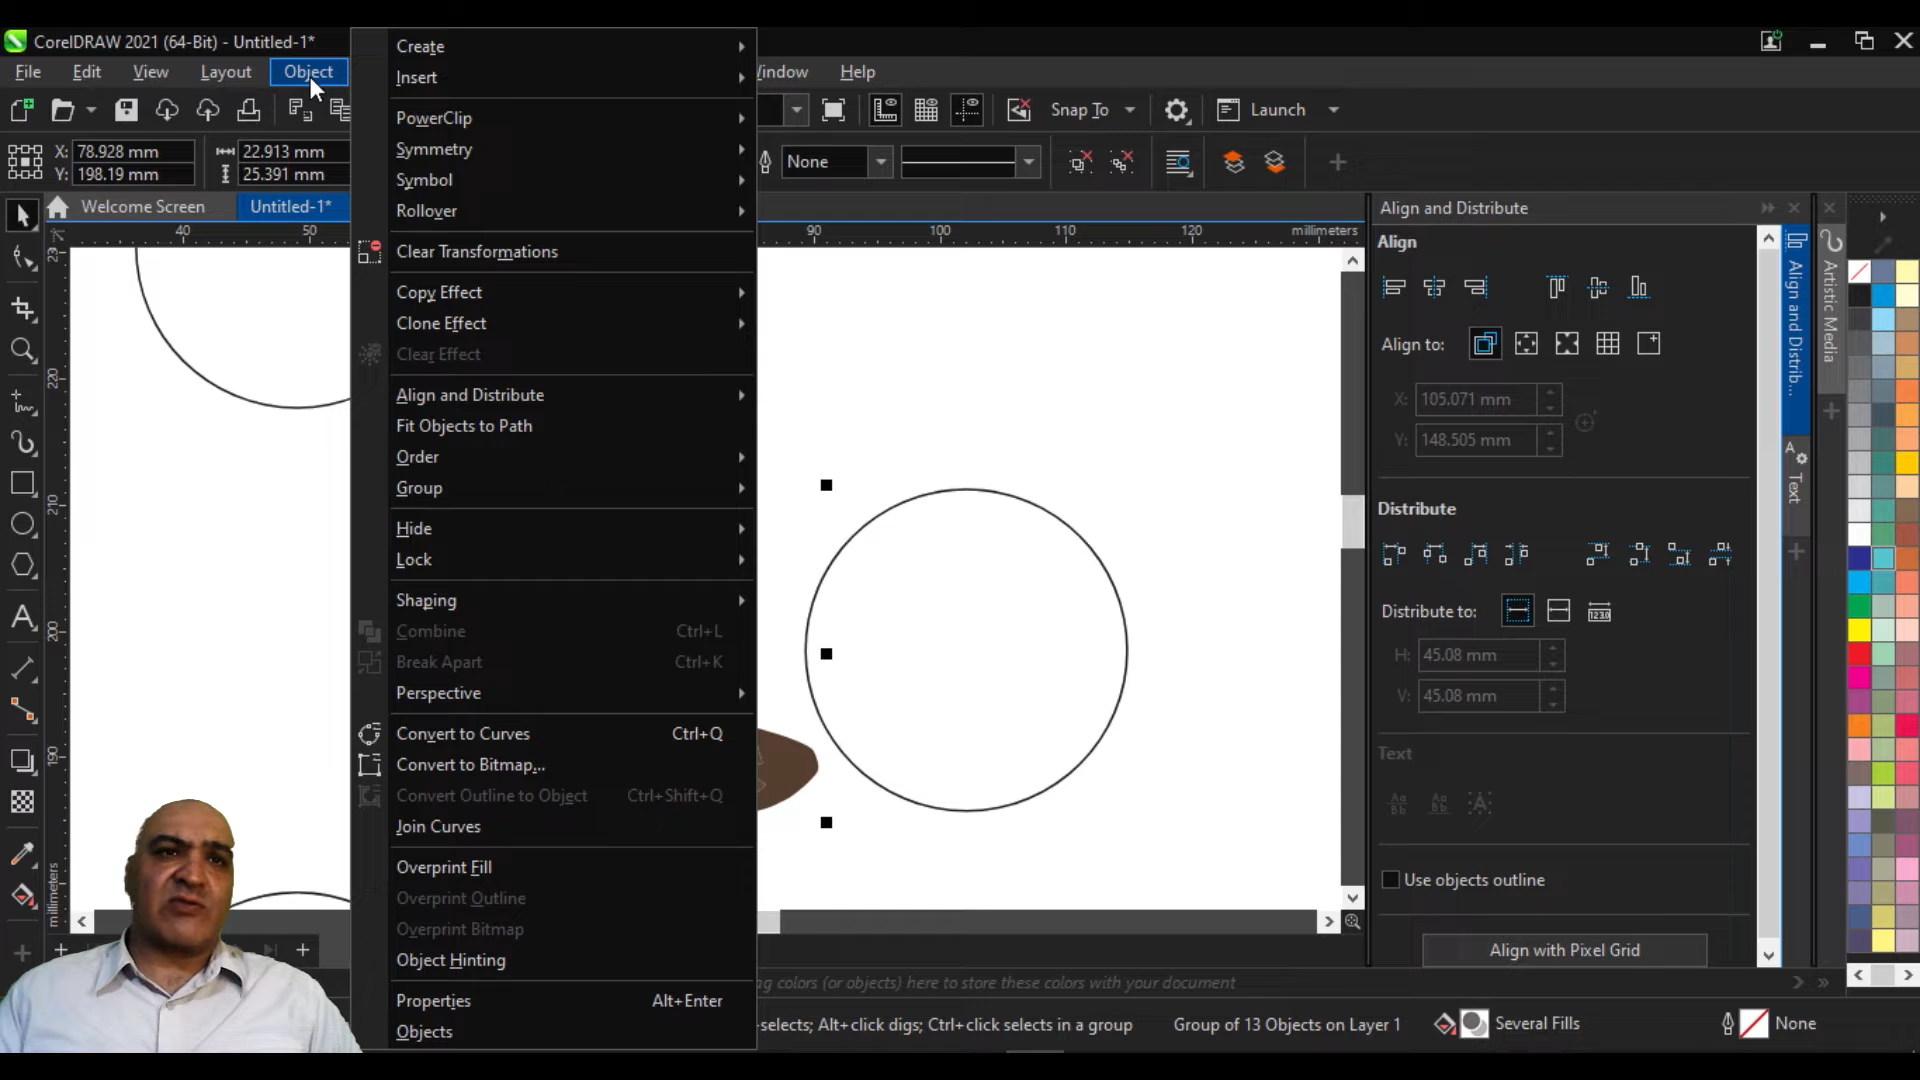 CorelDRAW 2021 (64-Bit) - Untitled-1*
File Edit View Layout Object Window Help
Snap To Launch
X: 78.928 mm 22.913 mm
Y: 198.19 mm 25.391 mm
None
Welcome Screen Untitled-1*
40 50 90 100 110 120 millimeters
220
210
200
190
millimeters
Create
Insert
PowerClip
Symmetry
Symbol
Rollover
Clear Transformations
Copy Effect
Clone Effect
Clear Effect
Align and Distribute
Fit Objects to Path
Order
Group
Hide
Lock
Shaping
Combine Ctrl+L
Break Apart Ctrl+K
Perspective
Convert to Curves Ctrl+Q
Convert to Bitmap...
Convert Outline to Object Ctrl+Shift+Q
Join Curves
Overprint Fill
Overprint Outline
Overprint Bitmap
Object Hinting
Properties Alt+Enter
Objects
Align and Distribute
Align
Align to:
X: 105.071 mm
Y: 148.505 mm
Distribute
Distribute to:
H: 45.08 mm
V: 45.08 mm
Text
Use objects outline
Align with Pixel Grid
Align and Distrib...
Text
Artistic Media
ag colors (or objects) here to store these colors with your document
-selects; Alt+click digs; Ctrl+click selects in a group Group of 13 Objects on Layer 1 Several Fills None